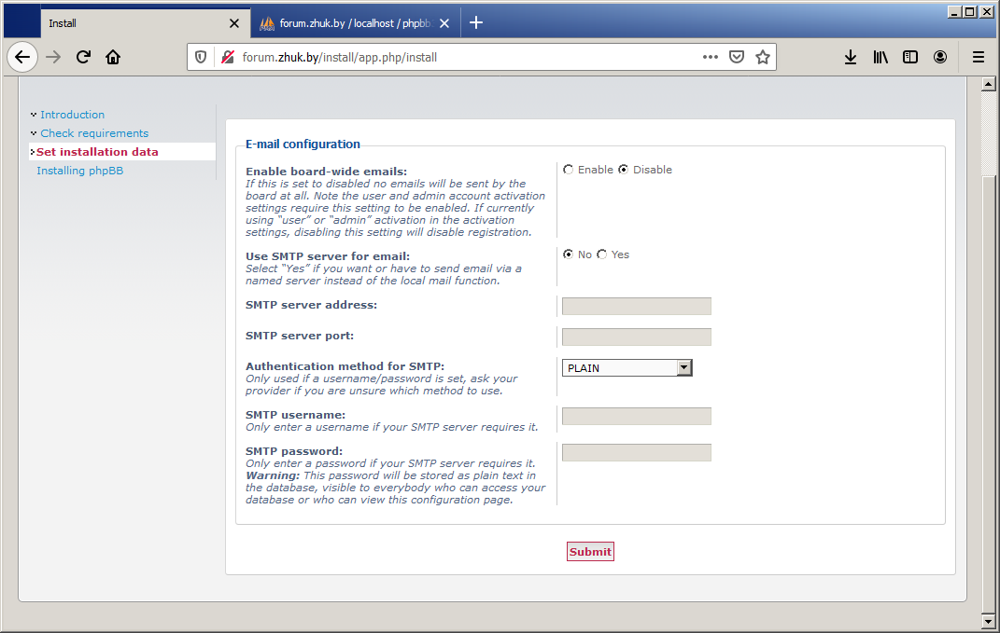 Install
forum.zhuk.by / localhost / phpbb
forum.zhuk.by/install/app.php/install
Introduction
Check requirements
Set installation data
Installing phpBB
E-mail configuration
Enable board-wide emails:
Enable Disable
If this is set to disabled no emails will be sent by the
board at all. Note the user and admin account activation
settings require this setting to be enabled. If currently
using “user” or “admin” activation in the activation
settings, disabling this setting will disable registration.
Use SMTP server for email:
No Yes
Select “Yes” if you want or have to send email via a
named server instead of the local mail function.
SMTP server address:
SMTP server port:
Authentication method for SMTP:
PLAIN
Only used if a username/password is set, ask your
provider if you are unsure which method to use.
SMTP username:
Only enter a username if your SMTP server requires it.
SMTP password:
Only enter a password if your SMTP server requires it.
Warning: This password will be stored as plain text in
the database, visible to everybody who can access your
database or who can view this configuration page.
Submit